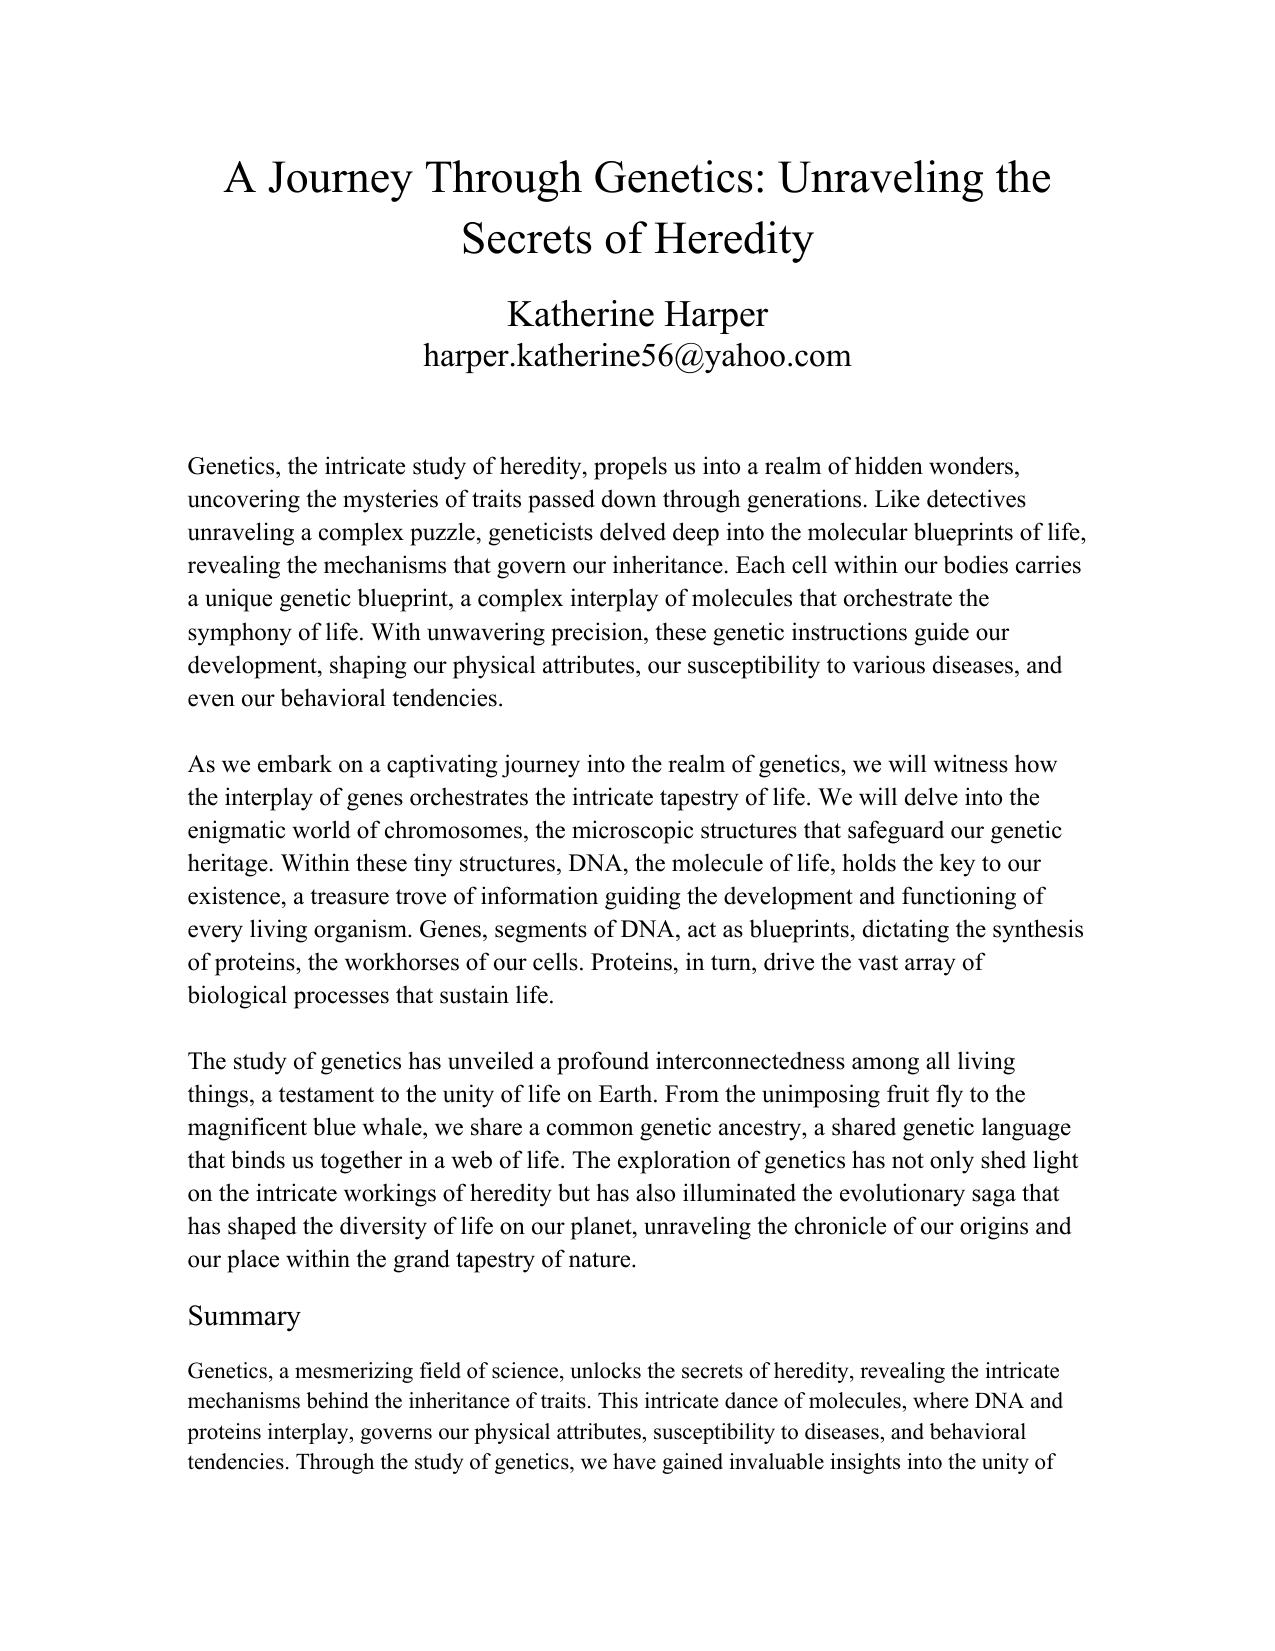 A Journey Through Genetics: Unraveling the
Secrets of Heredity
Katherine Harper
harper.katherine56@yahoo.com
Genetics, the intricate study of heredity, propels us into a realm of hidden wonders,
uncovering the mysteries of traits passed down through generations. Like detectives
unraveling a complex puzzle, geneticists delved deep into the molecular blueprints of life,
revealing the mechanisms that govern our inheritance. Each cell within our bodies carries
a unique genetic blueprint, a complex interplay of molecules that orchestrate the
symphony of life. With unwavering precision, these genetic instructions guide our
development, shaping our physical attributes, our susceptibility to various diseases, and
even our behavioral tendencies.
As we embark on a captivating journey into the realm of genetics, we will witness how
the interplay of genes orchestrates the intricate tapestry of life. We will delve into the
enigmatic world of chromosomes, the microscopic structures that safeguard our genetic
heritage. Within these tiny structures, DNA, the molecule of life, holds the key to our
existence, a treasure trove of information guiding the development and functioning of
every living organism. Genes, segments of DNA, act as blueprints, dictating the synthesis
of proteins, the workhorses of our cells. Proteins, in turn, drive the vast array of
biological processes that sustain life.
The study of genetics has unveiled a profound interconnectedness among all living
things, a testament to the unity of life on Earth. From the unimposing fruit fly to the
magnificent blue whale, we share a common genetic ancestry, a shared genetic language
that binds us together in a web of life. The exploration of genetics has not only shed light
on the intricate workings of heredity but has also illuminated the evolutionary saga that
has shaped the diversity of life on our planet, unraveling the chronicle of our origins and
our place within the grand tapestry of nature.
Summary
Genetics, a mesmerizing field of science, unlocks the secrets of heredity, revealing the intricate
mechanisms behind the inheritance of traits. This intricate dance of molecules, where DNA and
proteins interplay, governs our physical attributes, susceptibility to diseases, and behavioral
tendencies. Through the study of genetics, we have gained invaluable insights into the unity of